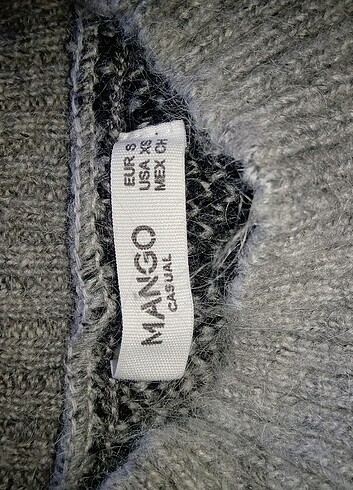 MANGO
CASUAL
EUR S
USA XS
MEX CH